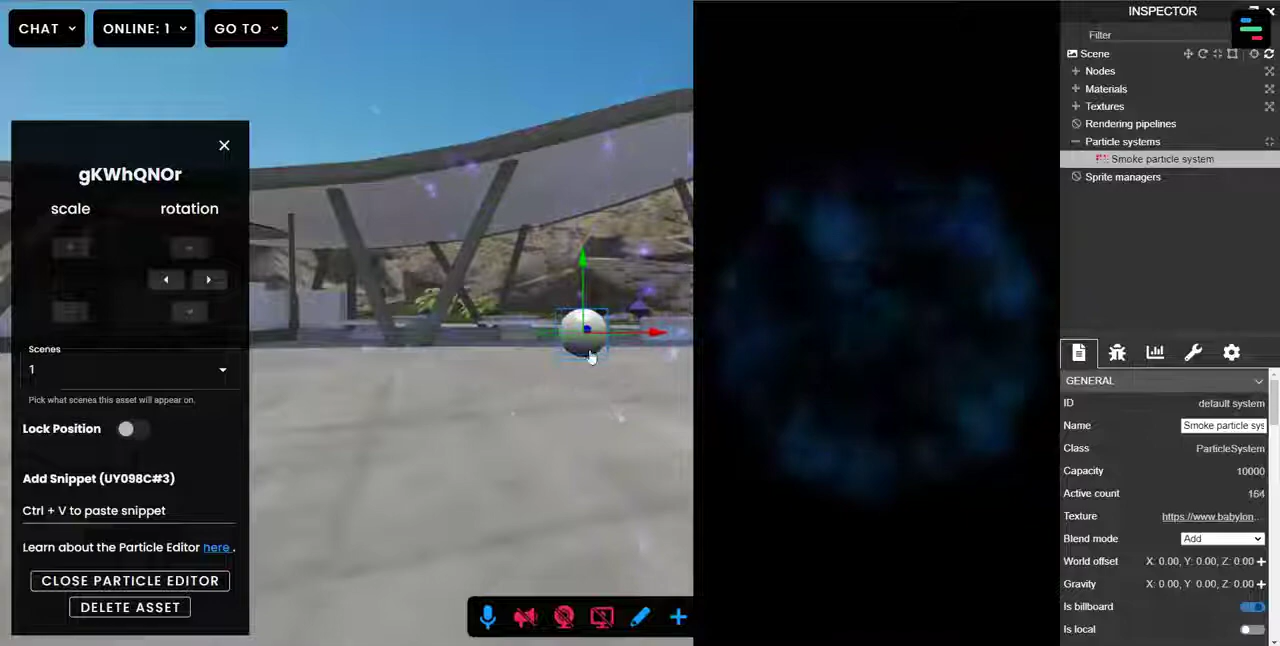 CHAT
ONLINE: 1
GO TO
gKWhQNOr
scale
rotation
Scenes
1
Pick what scenes this asset will appear on.
Lock Position
Add Snippet (UY098C#3)
Ctrl + V to paste snippet
Learn about the Particle Editor here .
CLOSE PARTICLE EDITOR
DELETE ASSET
INSPECTOR
Filter
Scene
Nodes
Materials
Textures
Rendering pipelines
Particle systems
Smoke particle system
Sprite managers
GENERAL
ID default system
Name Smoke particle sys
Class ParticleSystem
Capacity 10000
Active count 164
Texture https://www.babylon...
Blend mode Add
World offset X: 0.00, Y: 0.00, Z: 0.00
Gravity X: 0.00, Y: 0.00, Z: 0.00
Is billboard
Is local